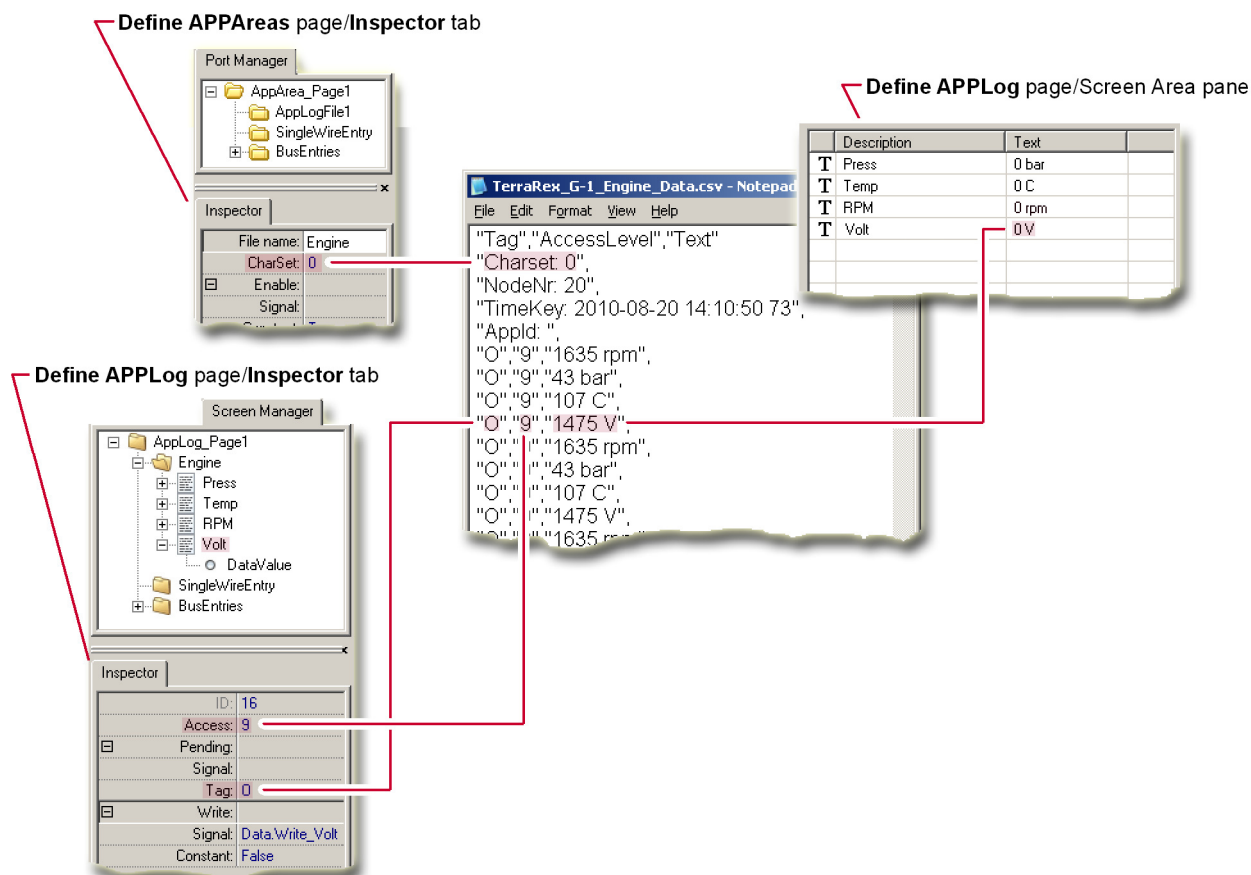 Define APPAreas page/Inspector tab
Port Manager
AppArea_Page1
AppLogFile1
SingleWireEntry
BusEntries
Inspector
File name: Engine
CharSet: 0
Enable:
Signal:
Define APPLog page/Screen Area pane
Description Text
T Press 0 bar
T Temp 0 C
T RPM 0 rpm
T Volt 0 V
TerraRex_G-1_Engine_Data.csv - Notepad
File Edit Format View Help
"Tag","AccessLevel","Text"
"Charset: 0",
"NodeNr: 20",
"TimeKey: 2010-08-20 14:10:50 73",
"AppId: ",
"O","9","1635 rpm",
"O","9","43 bar",
"O","9","107 C",
"O","9","1475 V",
"O"," ","1635 rpm",
"O"," ","43 bar",
"O"," ","107 C",
"O"," ","1475 V",
"1635
Define APPLog page/Inspector tab
Screen Manager
AppLog_Page1
Engine
Press
Temp
RPM
Volt
DataValue
SingleWireEntry
BusEntries
Inspector
ID: 16
Access: 9
Pending:
Signal:
Tag: O
Write:
Signal: Data.Write_Volt
Constant: False